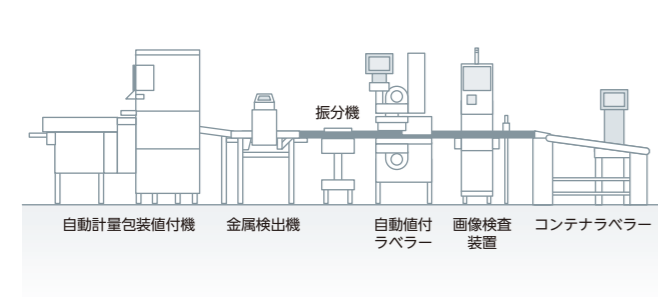 振分機
自動計量包装値付機
金属検出機
自動値付
ラベラー
画像検査
装置
コンテナラベラー